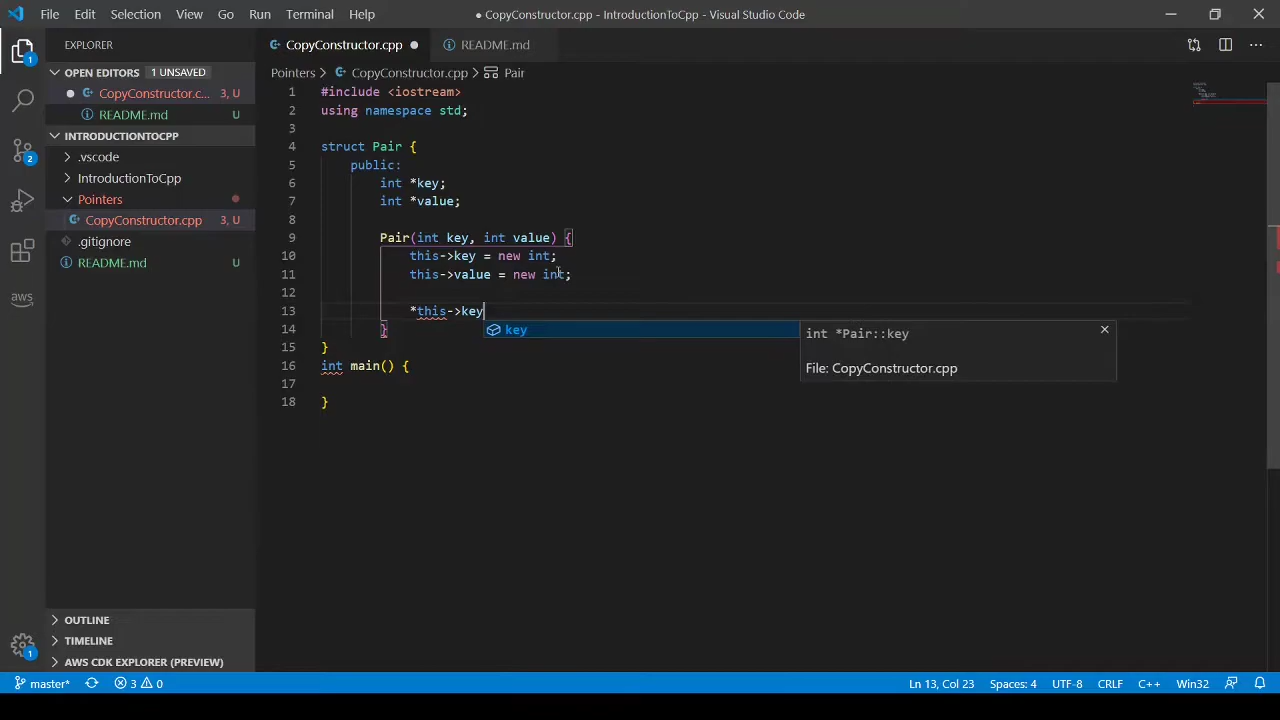 File Edit Selection View Go Run Terminal Help
CopyConstructor.cpp - IntroductionToCpp - Visual Studio Code
EXPLORER
CopyConstructor.cpp
README.md
OPEN EDITORS 1 UNSAVED
CopyConstructor.c... 3, U
README.md U
INTRODUCTIONTOCPP
.vscode
IntroductionToCpp
Pointers
CopyConstructor.cpp 3, U
.gitignore
README.md U
OUTLINE
TIMELINE
AWS CDK EXPLORER (PREVIEW)
1
2
aws
1
Pointers > CopyConstructor.cpp > Pair
1 #include <iostream>
2 using namespace std;
3
4 struct Pair {
5 public:
6 int *key;
7 int *value;
8
9 Pair(int key, int value) {
10 this->key = new int;
11 this->value = new int;
12
13 *this->key
14 }
15 }
16 int main() {
17
18 }
key
int *Pair::key
File: CopyConstructor.cpp
master* 3 0 Ln 13, Col 23 Spaces: 4 UTF-8 CRLF C++ Win32